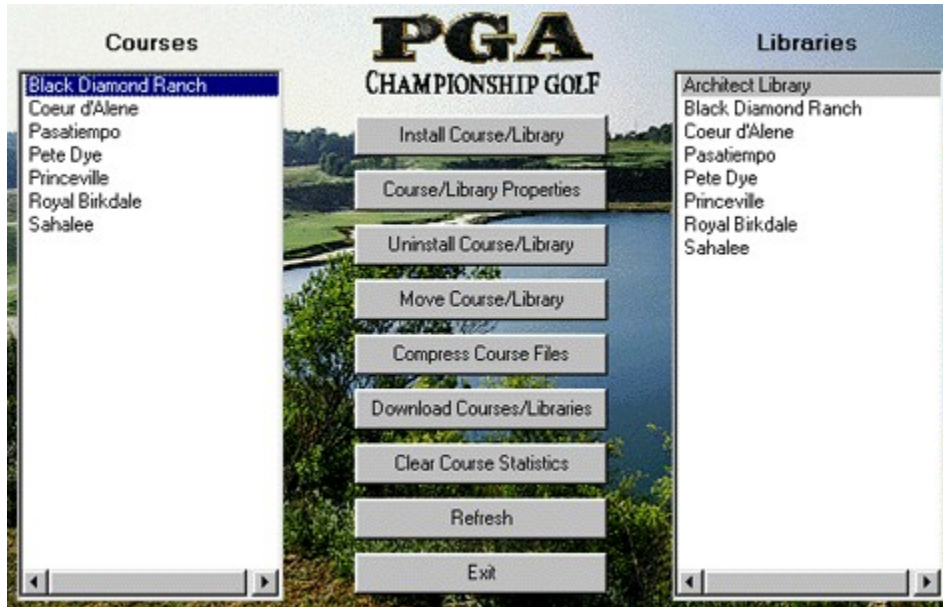 Courses
Black Diamond Ranch
Coeur d'Alene
Pasatiempo
Pete Dye
Princeville
Royal Birkdale
Sahalee
PGA
CHAMPIONSHIP GOLF
Install Course/Library
Course/Library Properties
Uninstall Course/Library
Move Course/Library
Compress Course Files
Download Courses/Libraries
Clear Course Statistics
Refresh
Exit
Libraries
Architect Library
Black Diamond Ranch
Coeur d'Alene
Pasatiempo
Pete Dye
Princeville
Royal Birkdale
Sahalee